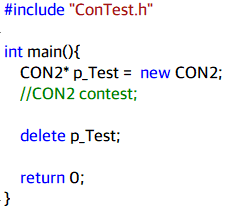 #include "ConTest.h"
int main(){
CON2* p_Test = new CON2;
//CON2 contest;
delete p_Test;
return 0;
}